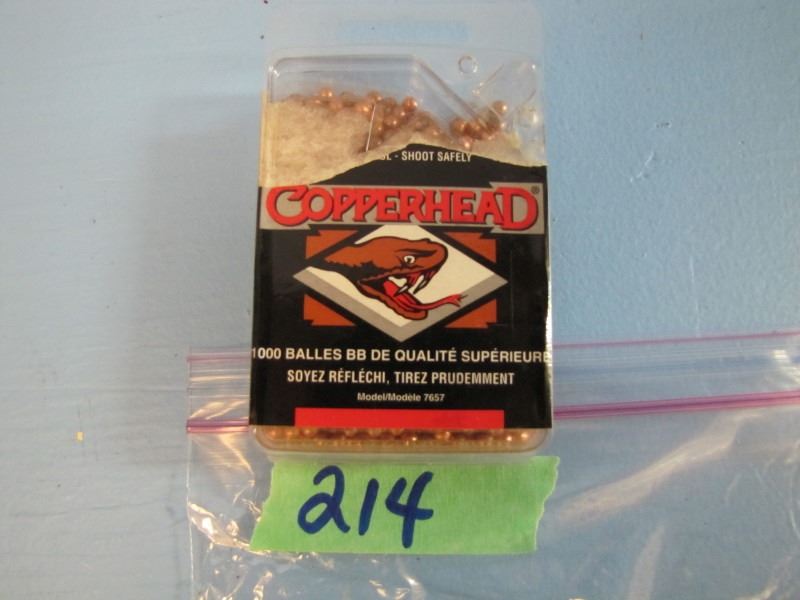 - SHOOT SAFELY
COPPERHEAD®
1000 BALLES BB DE QUALITÉ SUPÉRIEURE
SOYEZ RÉFLÉCHI, TIREZ PRUDEMMENT
Model/Modèle 7657
214